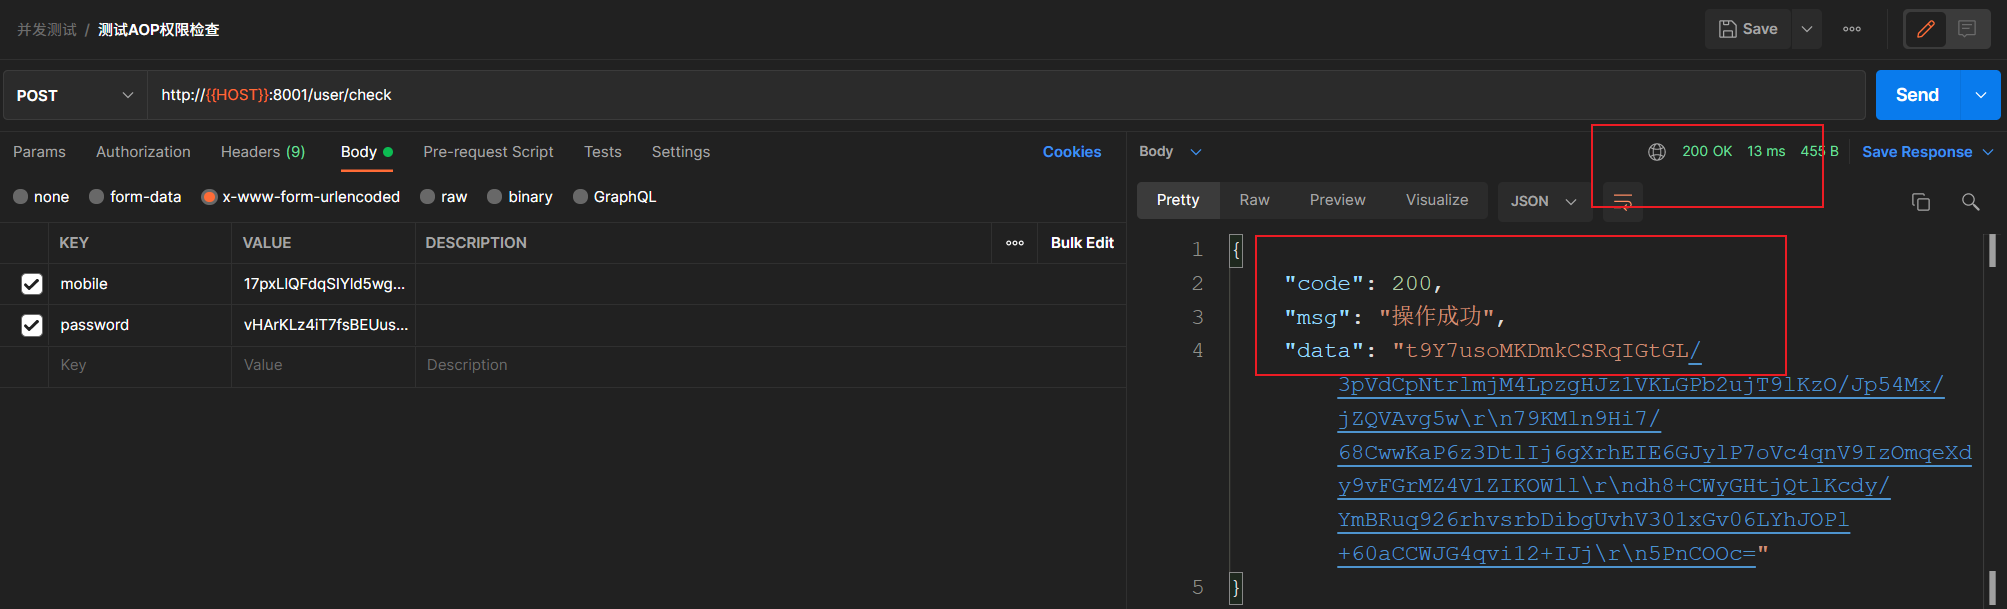 并发测试 / 测试AOP权限检查
Save
POST http://{{HOST}}:8001/user/check
Send
Params Authorization Headers (9) Body Pre-request Script Tests Settings Cookies
none form-data x-www-form-urlencoded raw binary GraphQL
KEY VALUE DESCRIPTION Bulk Edit
mobile 17pxLlQFdqSIYld5wg...
password vHArKLz4iT7fsBEUus...
Key Value Description
Body 200 OK 13 ms 455 B Save Response
Pretty Raw Preview Visualize JSON
1 {
2 "code": 200,
3 "msg": "操作成功",
4 "data": "t9Y7usoMKDmkCSRqIGtGL/
3pVdCpNtrlmjM4LpzgHJz1VKLGPb2ujT9lKzO/Jp54Mx/
jZQVAvg5w\r\n79KMln9Hi7/
68CwwKaP6z3DtlIj6gXrhEIE6GJylP7oVc4qnV9IzOmqeXd
y9vFGrMZ4V1ZIKOW1l\r\ndh8+CWyGHtjQtlKcdy/
YmBRuq926rhvsrbDibgUvhV301xGv06LYhJOPl
+60aCCWJG4qvi12+IJj\r\n5PnCOOc="
5 }